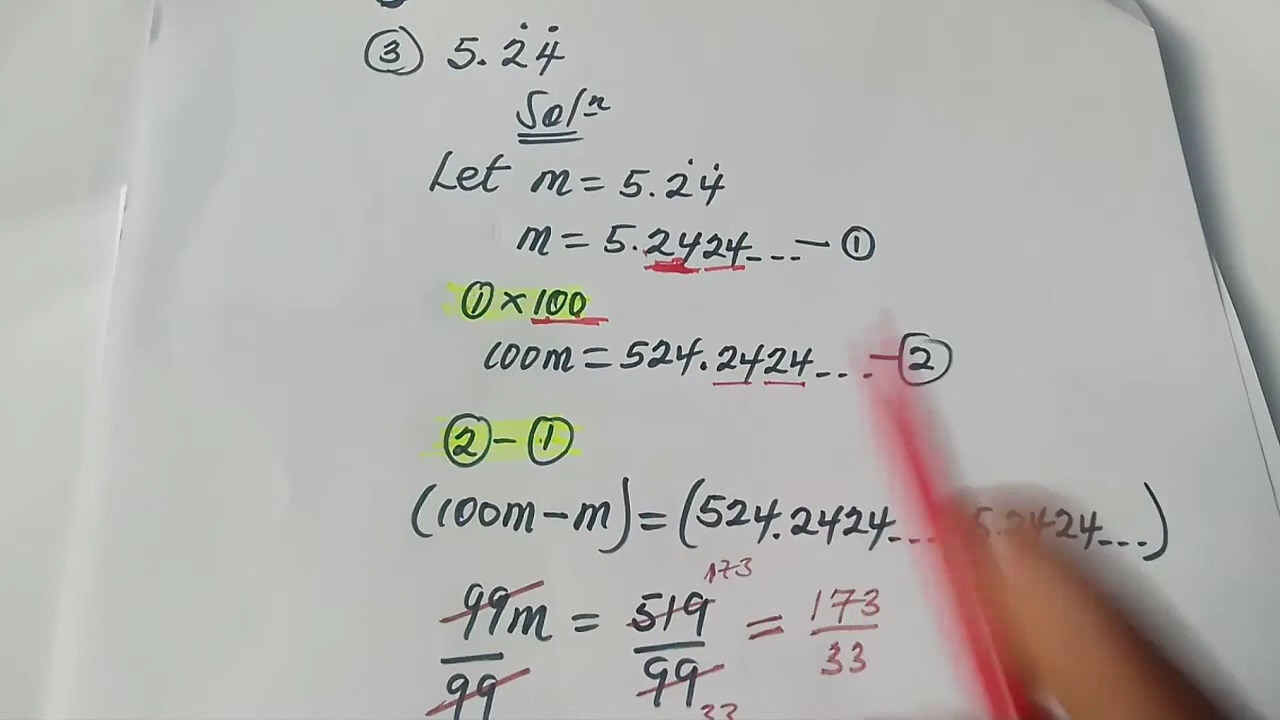 ③ 5.2̇4̇
Solⁿ
Let m = 5.2̇4̇
m = 5.2424... — ①
① × 100
100m = 524.2424... — ②
② – ①
(100m – m) = (524.2424... 5.2424...)
173
99m = 519 = 173
99 99 33
33